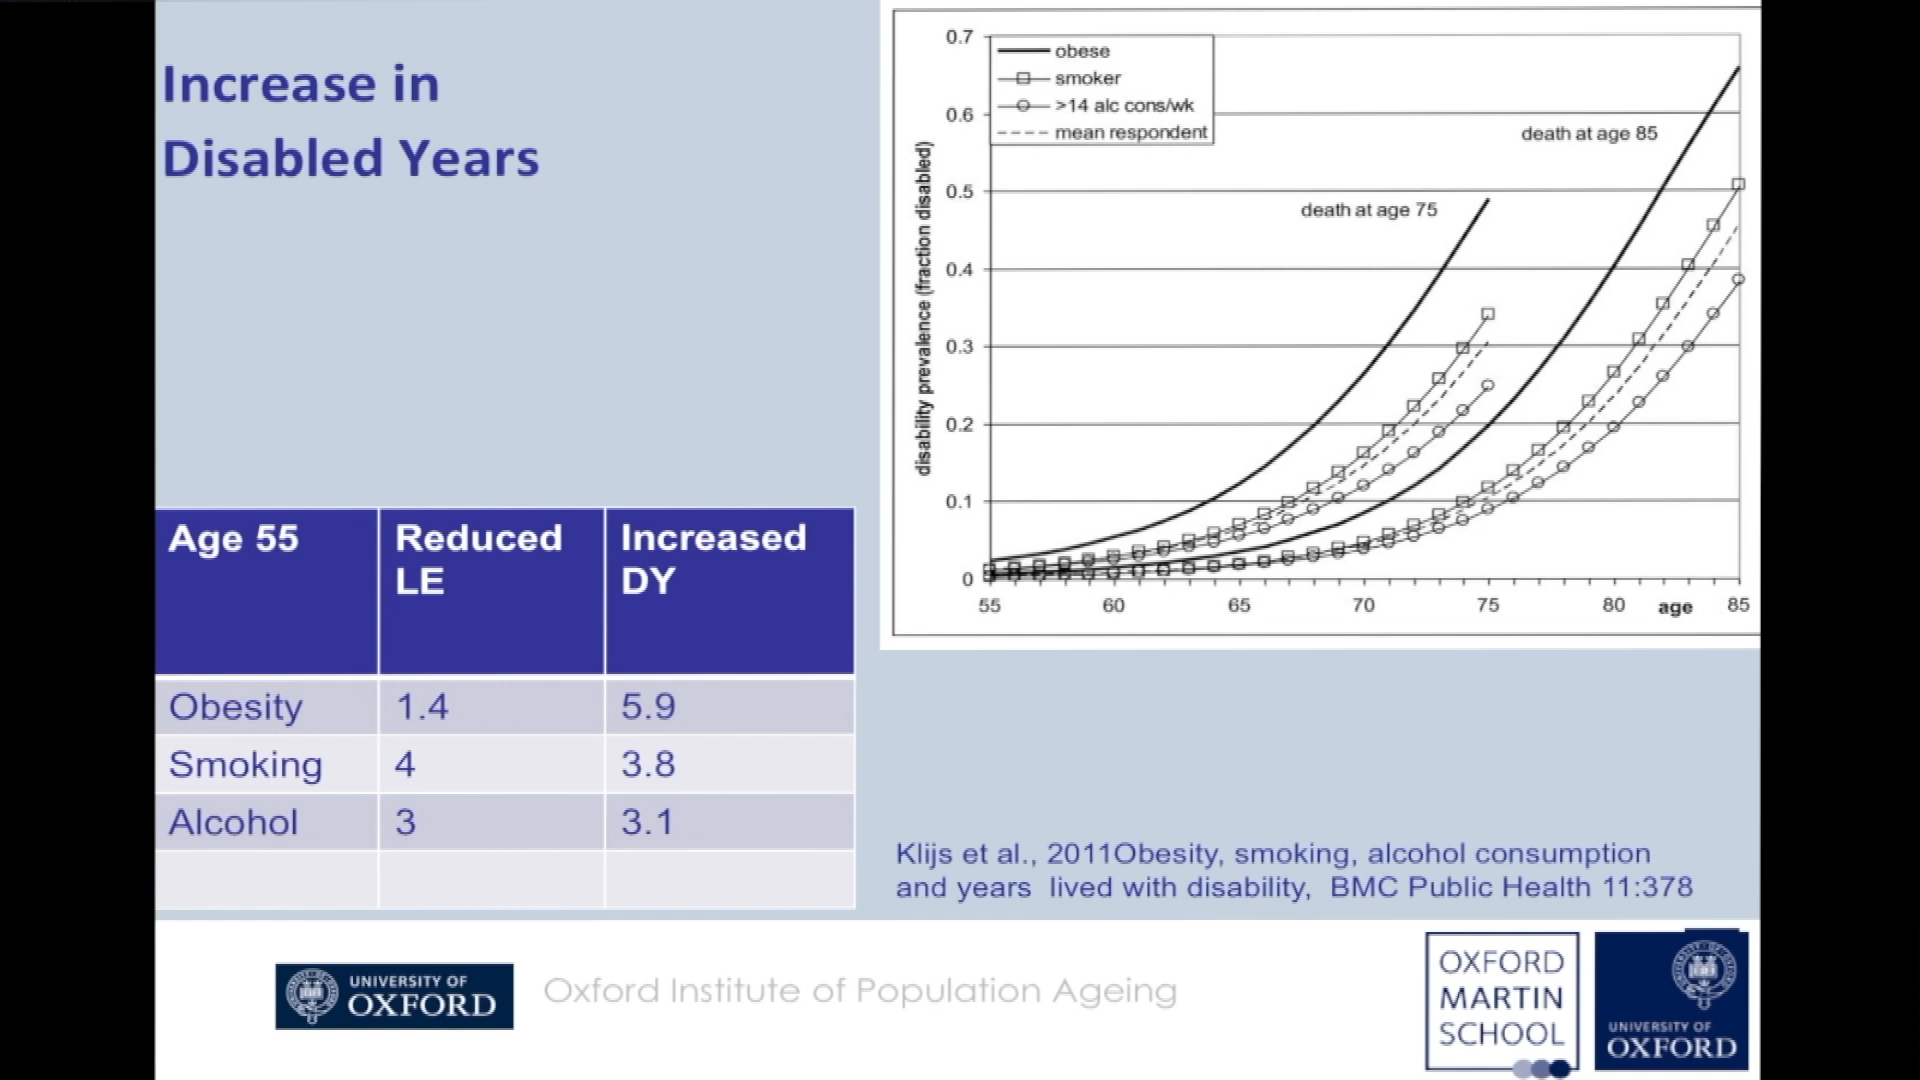 Increase in
Disabled Years
0.7
0.6
0.5
0.4
0.3
0.2
0.1
0
disability prevalence (fraction disabled)
obese
smoker
>14 alc cons/wk
mean respondent
death at age 85
death at age 75
55 60 65 70 75 80 age 85
Age 55 Reduced LE Increased DY
Obesity 1.4 5.9
Smoking 4 3.8
Alcohol 3 3.1
Klijs et al., 2011Obesity, smoking, alcohol consumption
and years lived with disability, BMC Public Health 11:378
UNIVERSITY OF
OXFORD
Oxford Institute of Population Ageing
OXFORD
MARTIN
SCHOOL
UNIVERSITY OF
OXFORD